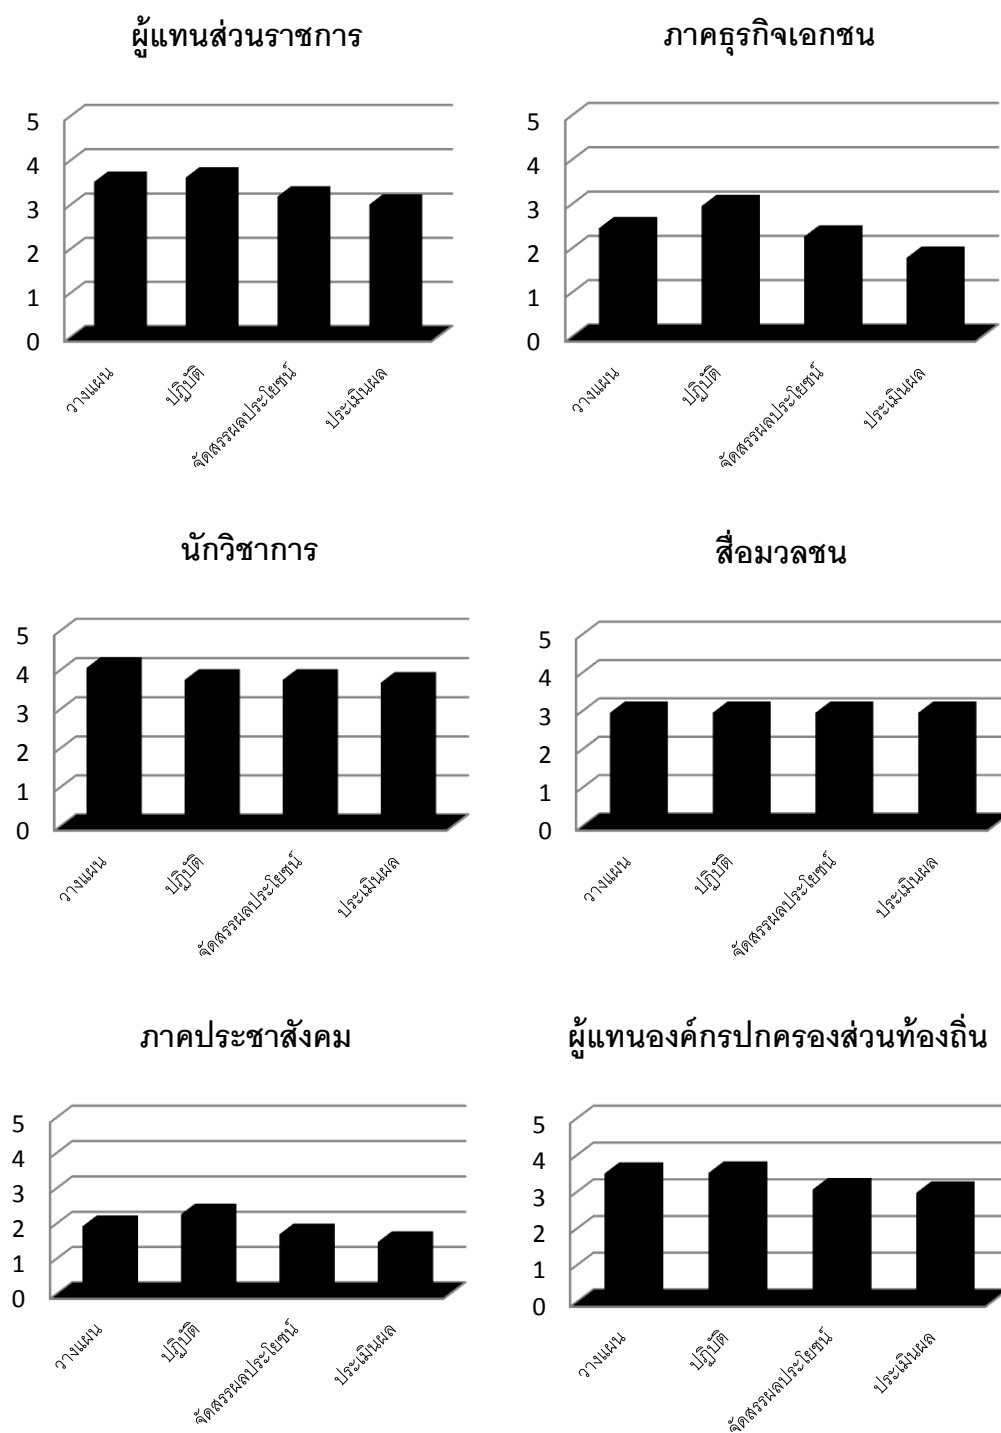 ผู้แทนส่วนราชการ
5
4
3
2
1
0
วางแผน
ปฏิบัติ
จัดสรรผลประโยชน์
ประเมินผล
ภาคธุรกิจเอกชน
5
4
3
2
1
0
วางแผน
ปฏิบัติ
จัดสรรผลประโยชน์
ประเมินผล
นักวิชาการ
5
4
3
2
1
0
วางแผน
ปฏิบัติ
จัดสรรผลประโยชน์
ประเมินผล
สื่อมวลชน
5
4
3
2
1
0
วางแผน
ปฏิบัติ
จัดสรรผลประโยชน์
ประเมินผล
ภาคประชาสังคม
5
4
3
2
1
0
วางแผน
ปฏิบัติ
จัดสรรผลประโยชน์
ประเมินผล
ผู้แทนองค์กรปกครองส่วนท้องถิ่น
5
4
3
2
1
0
วางแผน
ปฏิบัติ
จัดสรรผลประโยชน์
ประเมินผล